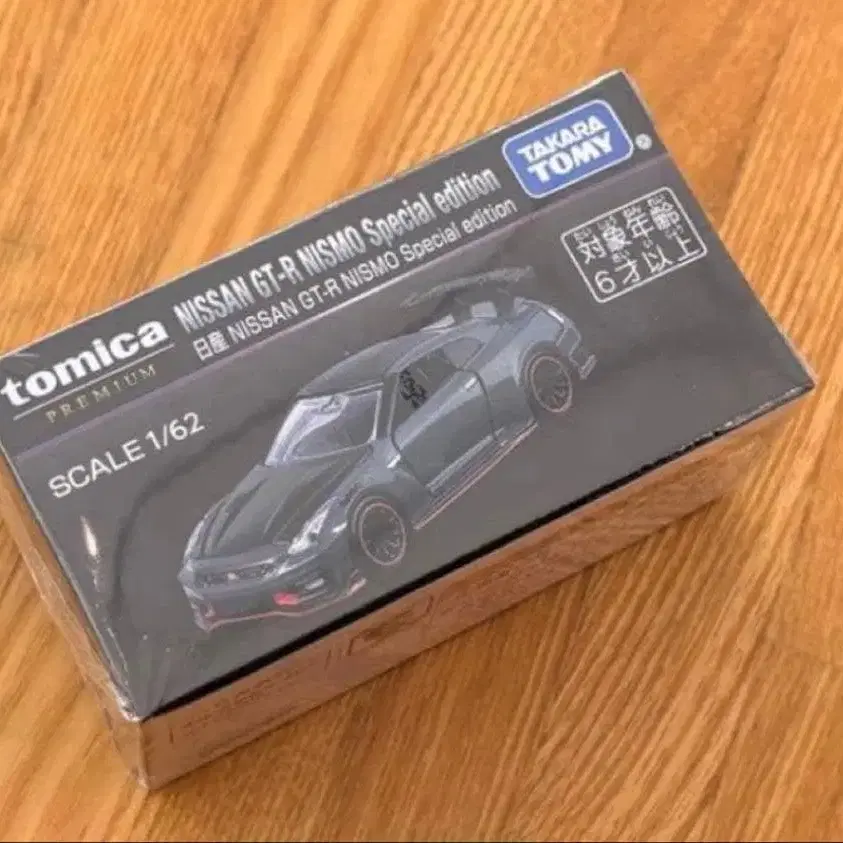 TAKARA
TOMY
tomica
PREMIUM
NISSAN GT-R NISMO Special edition
日産 NISSAN GT-R NISMO Special edition
対象年齢
6才以上
SCALE 1/62